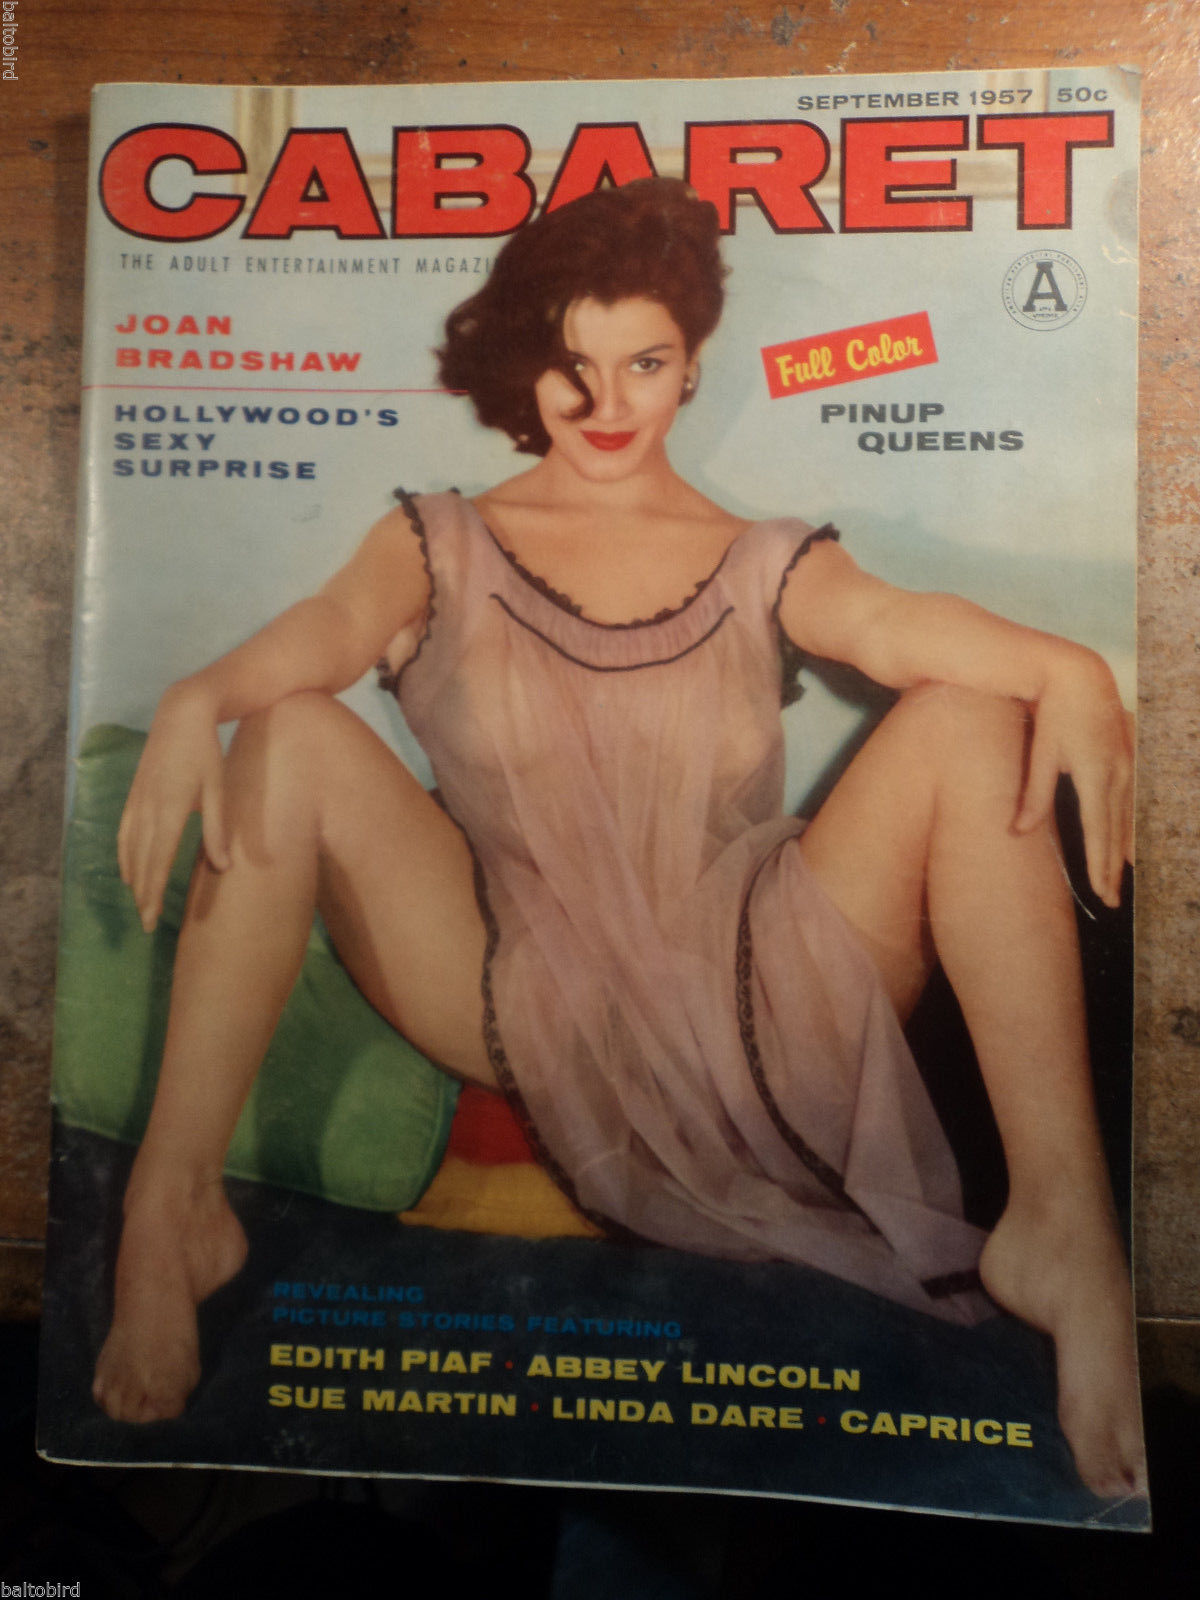 baltobird
SEPTEMBER 1957 50c
CABARET
THE ADULT ENTERTAINMENT MAGAZI
JOAN
BRADSHAW
HOLLYWOOD'S
SEXY
SURPRISE
A
Full Color
PINUP
QUEENS
REVEALING
PICTURE STORIES FEATURING
EDITH PIAF · ABBEY LINCOLN
SUE MARTIN · LINDA DARE · CAPRICE
baltobird